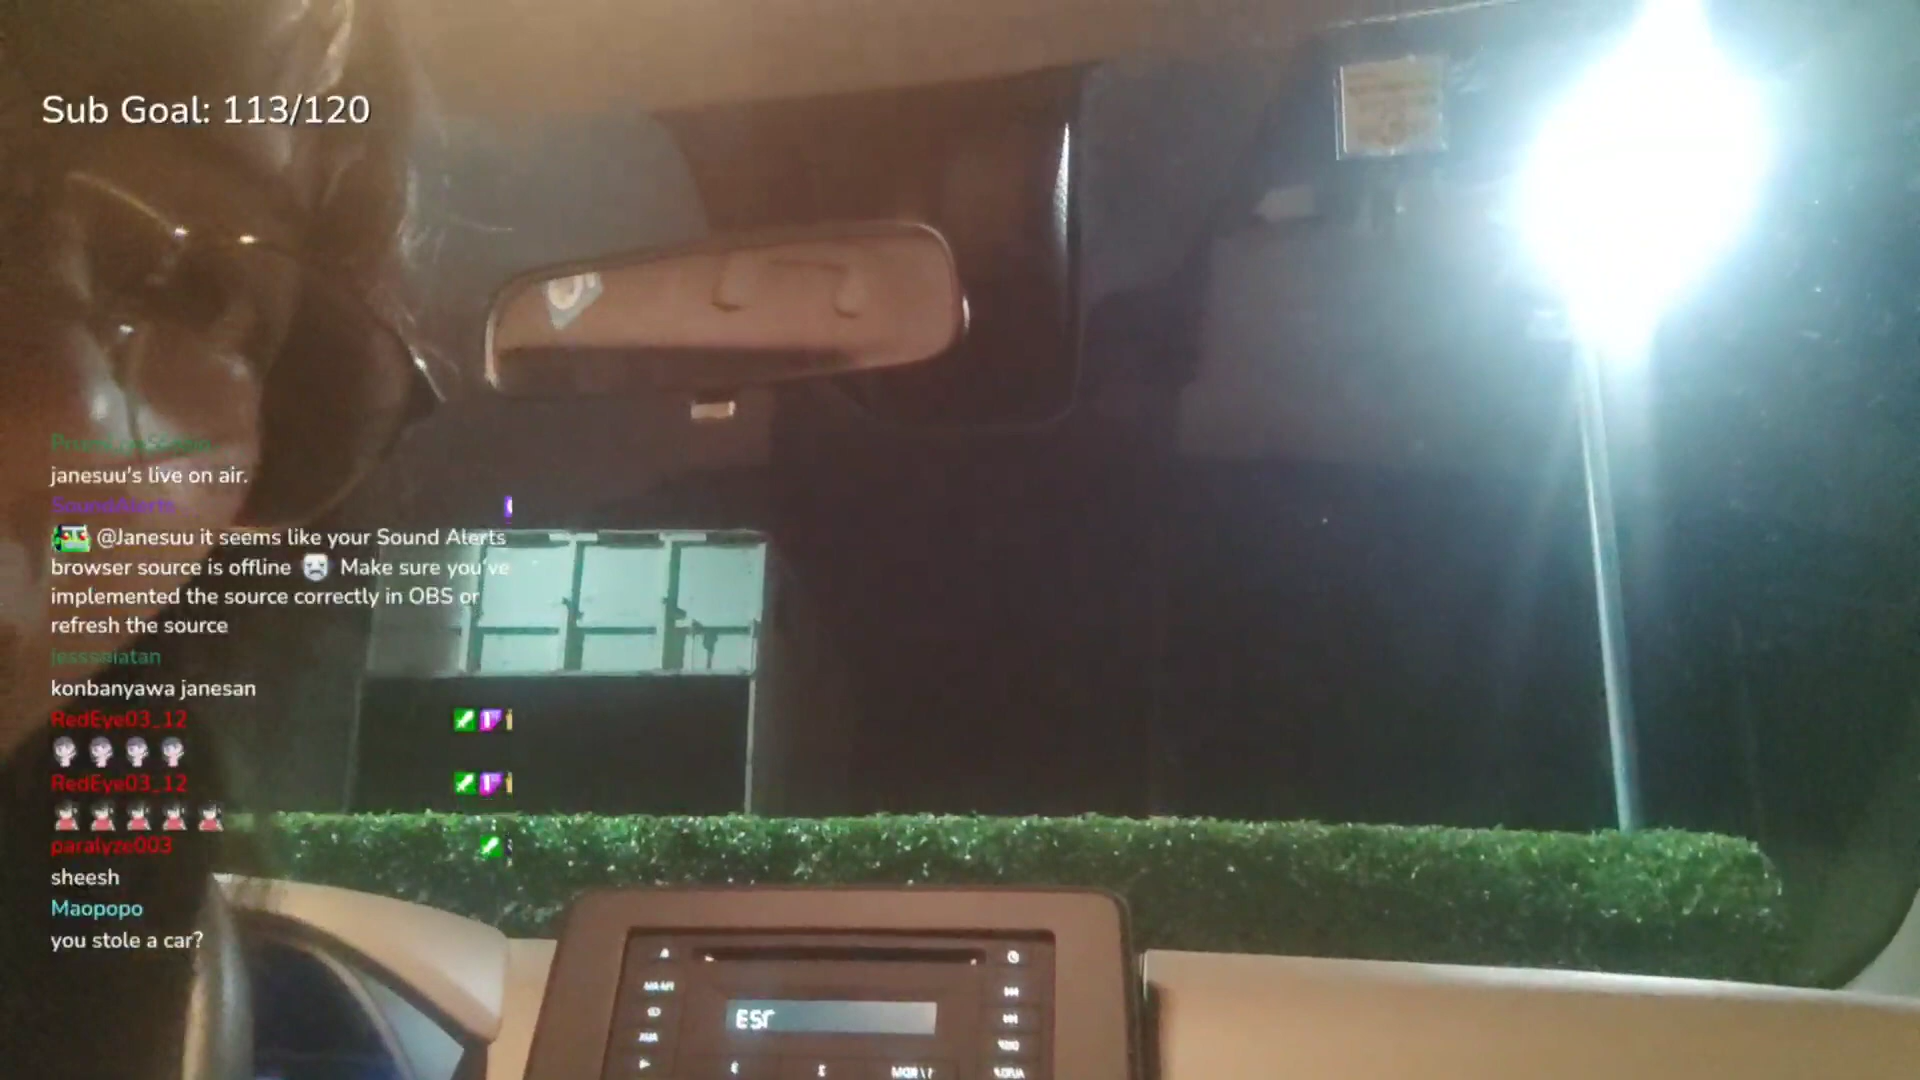 Sub Goal: 113/120
janesuu's live on air.
SoundAlerts
@Janesuu it seems like your Sound Alerts
browser source is offline Make sure you've
implemented the source correctly in OBS or
refresh the source
konbanyawa janesan
RedEye03_12
RedEye03_12
paralyze003
sheesh
Maopopo
you stole a car?